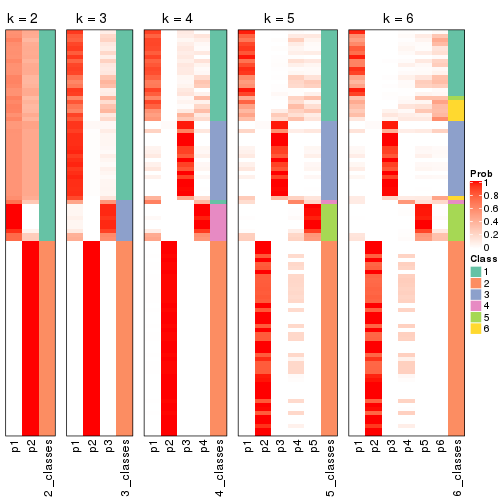 k = 2
k = 3
k = 4
k = 5
k = 6
p1
p2
2_classes
p1
p2
p3
3_classes
p1
p2
p3
p4
4_classes
p1
p2
p3
p4
p5
5_classes
p1
p2
p3
p4
p5
p6
6_classes
Prob
1
0.8
0.6
0.4
0.2
0
Class
1
2
3
4
5
6